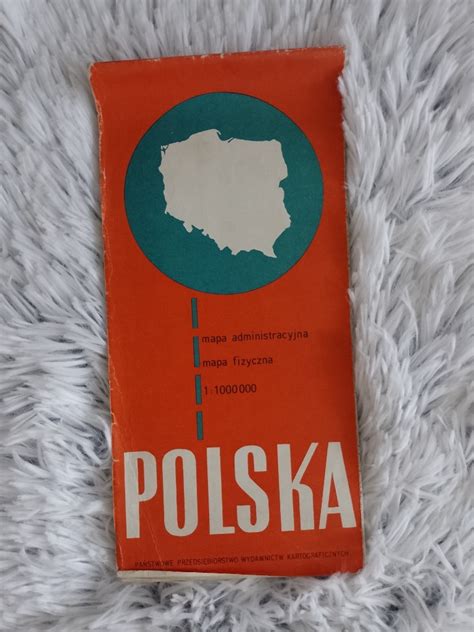 mapa administracyjna
mapa fizyczna
1:1000000
POLSKA
PAŃSTWOWE PRZEDSIĘBIORSTWO WYDAWNICTW KARTOGRAFICZNYCH